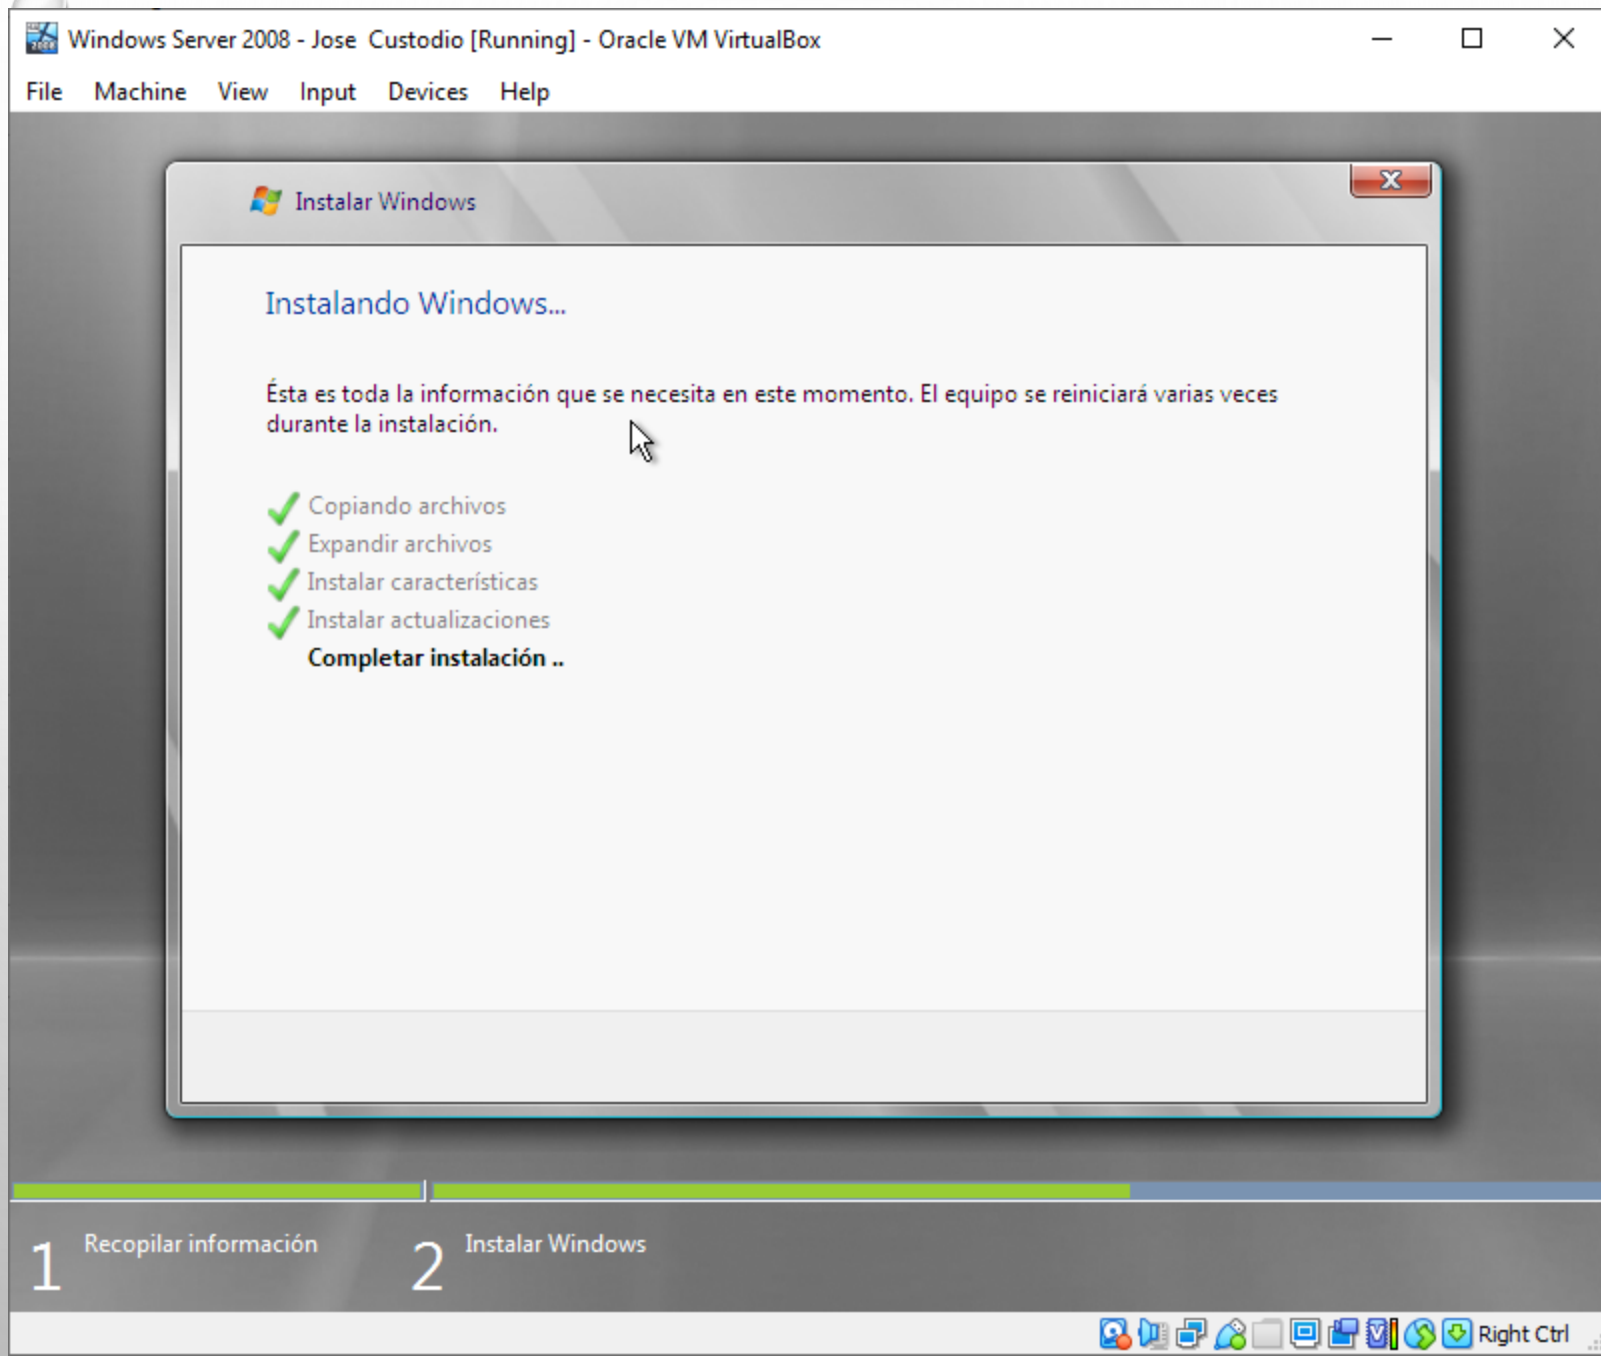 Windows Server 2008 - Jose Custodio [Running] - Oracle VM VirtualBox
File Machine View Input Devices Help
Instalar Windows
Instalando Windows...
Ésta es toda la información que se necesita en este momento. El equipo se reiniciará varias veces
durante la instalación.
Copiando archivos
Expandir archivos
Instalar características
Instalar actualizaciones
Completar instalación ..
1 Recopilar información
2 Instalar Windows
Right Ctrl